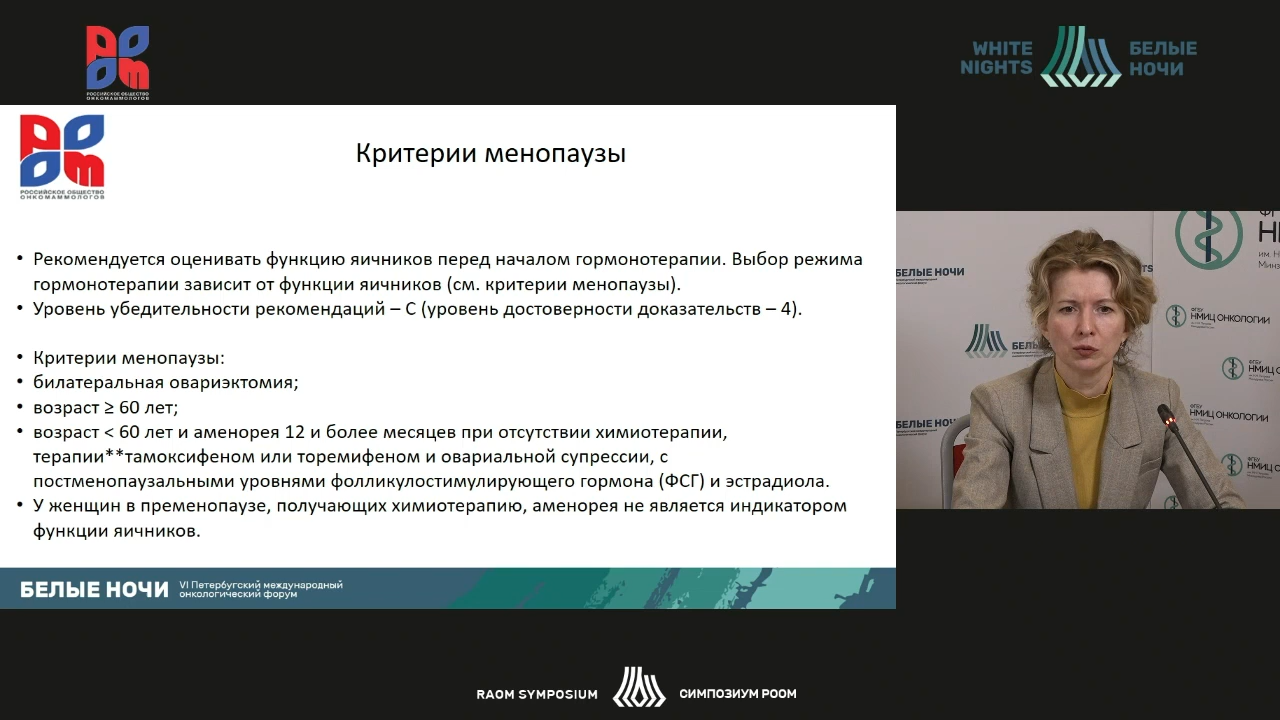 РОССИЙСКОЕ ОБЩЕСТВО
ОНКОМАММОЛОГОВ
WHITE
NIGHTS
БЕЛЫЕ
НОЧИ
РОССИЙСКОЕ ОБЩЕСТВО
ОНКОМАММОЛОГОВ
Критерии менопаузы
• Рекомендуется оценивать функцию яичников перед началом гормонотерапии. Выбор режима
гормонотерапии зависит от функции яичников (см. критерии менопаузы).
• Уровень убедительности рекомендаций – С (уровень достоверности доказательств – 4).
• Критерии менопаузы:
• билатеральная овариэктомия;
• возраст ≥ 60 лет;
• возраст < 60 лет и аменорея 12 и более месяцев при отсутствии химиотерапии,
терапии**тамоксифеном или торемифеном и овариальной супрессии, с
постменопаузальными уровнями фолликулостимулирующего гормона (ФСГ) и эстрадиола.
• У женщин в пременопаузе, получающих химиотерапию, аменорея не является индикатором
функции яичников.
БЕЛЫЕ НОЧИ
VI Петербугский международный
онкологический форум
БЕЛЫЕ НОЧИ
ФГБУ
НМИЦ ОНКОЛОГИИ
ФГБУ
НМИЦ ОНКОЛОГИИ
БЕЛЫЕ НОЧИ
RAOM SYMPOSIUM
СИМПОЗИУМ РООМ